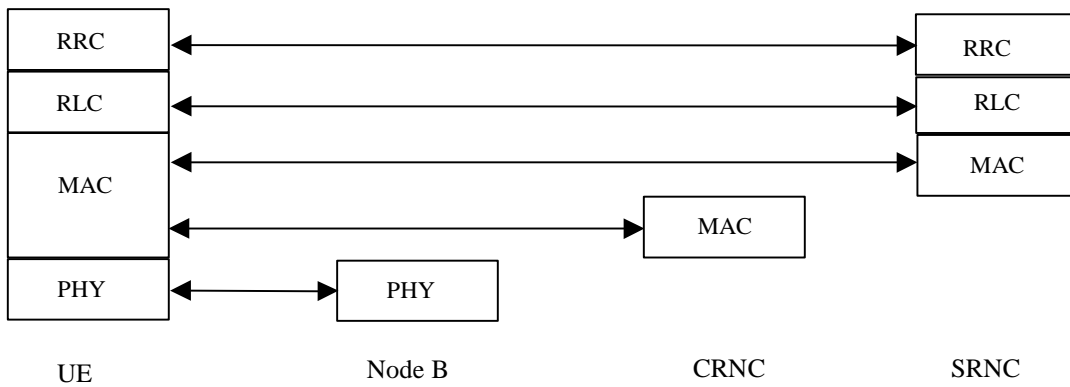 RRC
RRC
RLC
RLC
MAC
MAC
MAC
PHY
PHY
UE
Node B
CRNC
SRNC